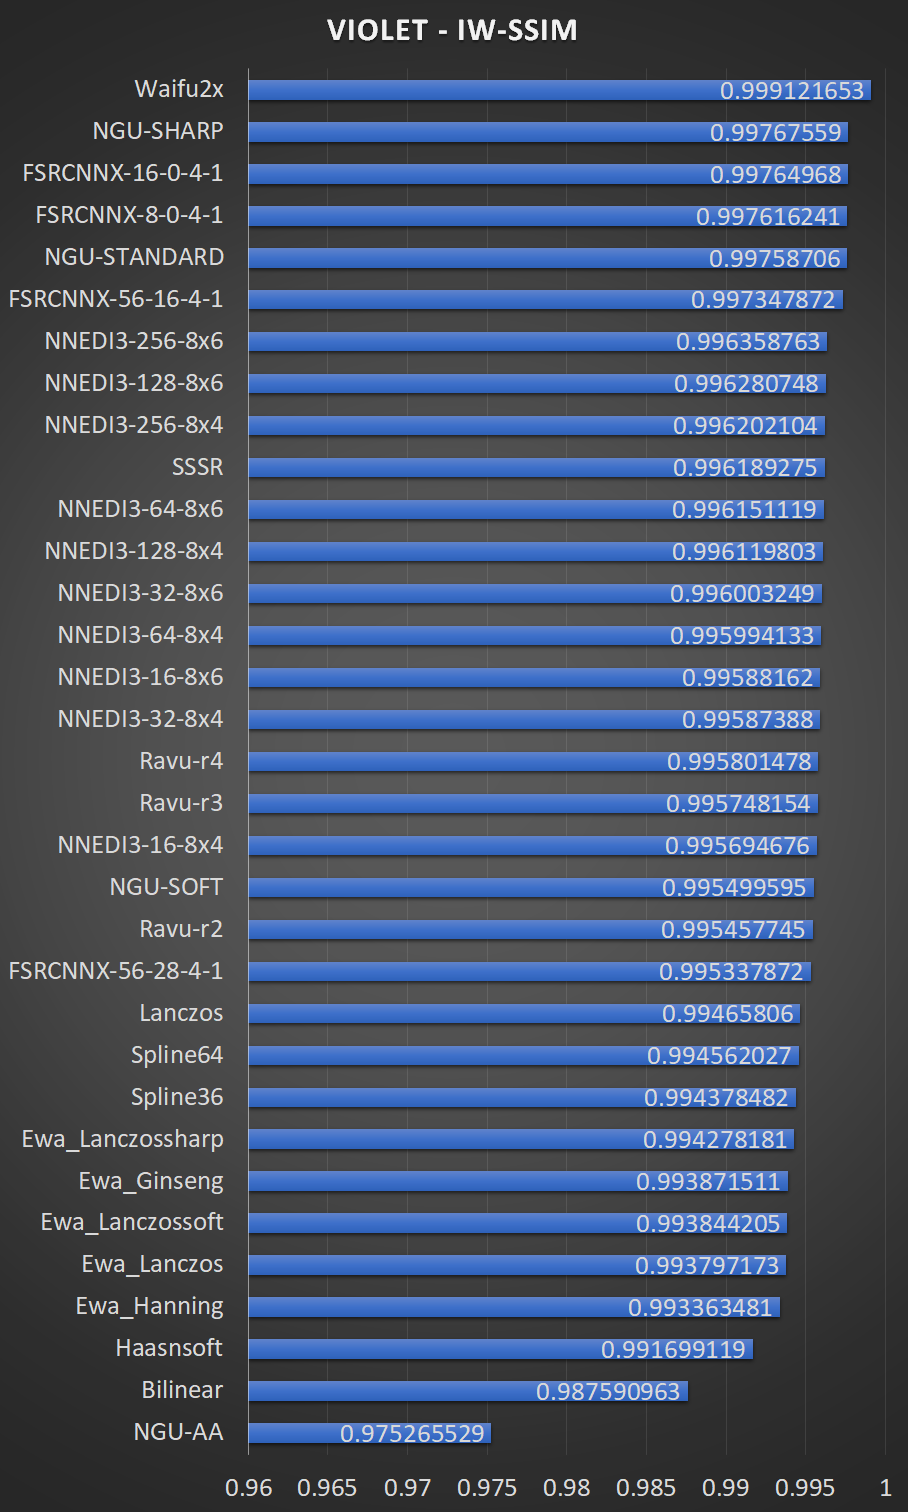 VIOLET - IW-SSIM
Waifu2x 0.999121653
NGU-SHARP 0.99767559
FSRCNNX-16-0-4-1 0.99764968
FSRCNNX-8-0-4-1 0.997616241
NGU-STANDARD 0.99758706
FSRCNNX-56-16-4-1 0.997347872
NNEDI3-256-8x6 0.996358763
NNEDI3-128-8x6 0.996280748
NNEDI3-256-8x4 0.996202104
SSSR 0.996189275
NNEDI3-64-8x6 0.996151119
NNEDI3-128-8x4 0.996119803
NNEDI3-32-8x6 0.996003249
NNEDI3-64-8x4 0.995994133
NNEDI3-16-8x6 0.99588162
NNEDI3-32-8x4 0.99587388
Ravu-r4 0.995801478
Ravu-r3 0.995748154
NNEDI3-16-8x4 0.995694676
NGU-SOFT 0.995499595
Ravu-r2 0.995457745
FSRCNNX-56-28-4-1 0.995337872
Lanczos 0.99465806
Spline64 0.994562027
Spline36 0.994378482
Ewa_Lanczossharp 0.994278181
Ewa_Ginseng 0.993871511
Ewa_Lanczossoft 0.993844205
Ewa_Lanczos 0.993797173
Ewa_Hanning 0.993363481
Haasnsoft 0.991699119
Bilinear 0.987590963
NGU-AA 0.975265529
0.96 0.965 0.97 0.975 0.98 0.985 0.99 0.995 1